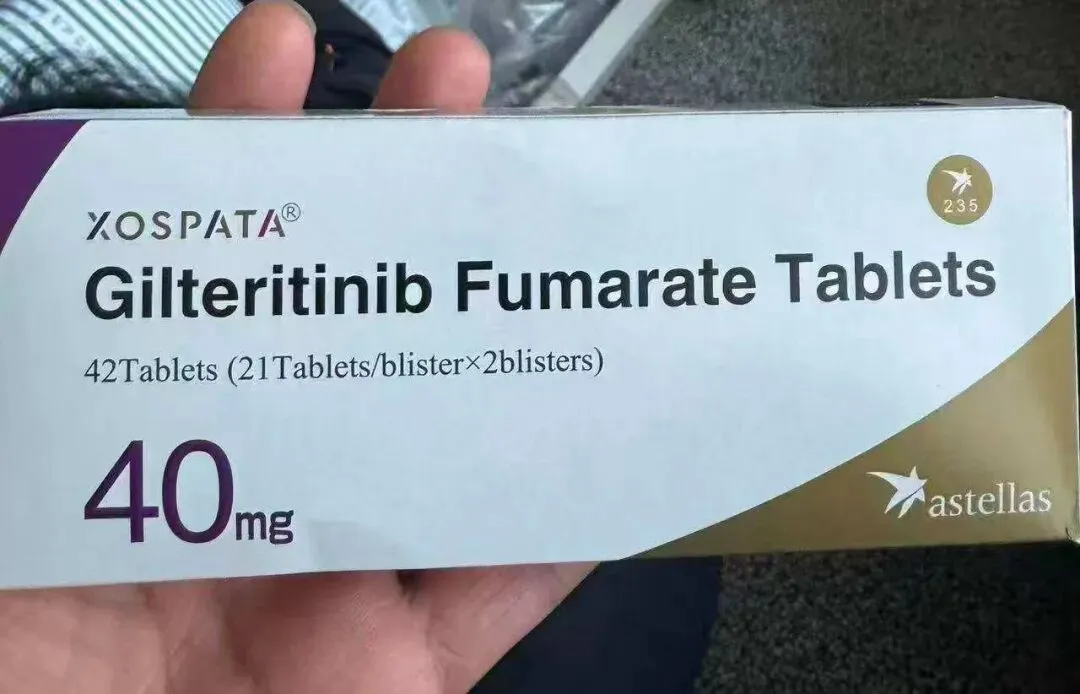 XOSPATA®
235
Gilteritinib Fumarate Tablets
42Tablets (21Tablets/blister×2blisters)
40mg
astellas